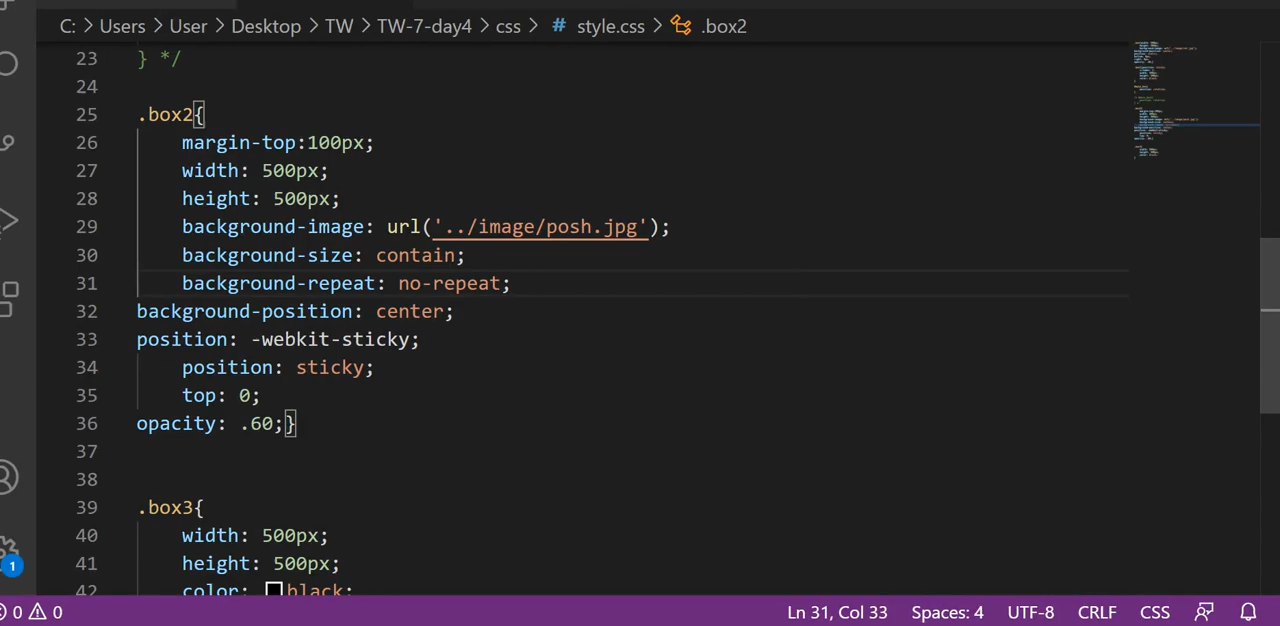 C: > Users > User > Desktop > TW > TW-7-day4 > css > # style.css > .box2
23 } */
24
25 .box2{
26 margin-top:100px;
27 width: 500px;
28 height: 500px;
29 background-image: url('../image/posh.jpg');
30 background-size: contain;
31 background-repeat: no-repeat;
32 background-position: center;
33 position: -webkit-sticky;
34 position: sticky;
35 top: 0;
36 opacity: .60;}
37
38
39 .box3{
40 width: 500px;
41 height: 500px;
42 color: black;
1
0 0 Ln 31, Col 33 Spaces: 4 UTF-8 CRLF CSS